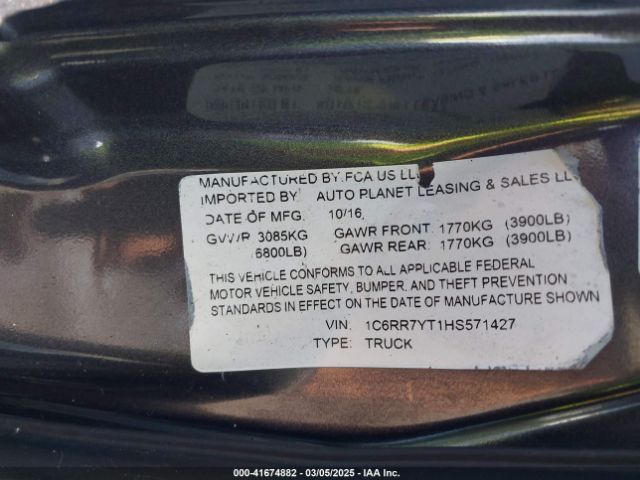 MANUFACTURED BY: FCA US LL
IMPORTED BY: AUTO PLANET LEASING & SALES LL
DATE OF MFG. 10/16
GVWR 3085KG GAWR FRONT: 1770KG (3900LB)
6800LB) GAWR REAR: 1770KG (3900LB)
THIS VEHICLE CONFORMS TO ALL APPLICABLE FEDERAL
MOTOR VEHICLE SAFETY, BUMPER, AND THEFT PREVENTION
STANDARDS IN EFFECT ON THE DATE OF MANUFACTURE SHOWN
VIN: 1C6RR7YT1HS571427
TYPE: TRUCK
000-41674882 — 03/05/2025 — IAA Inc.